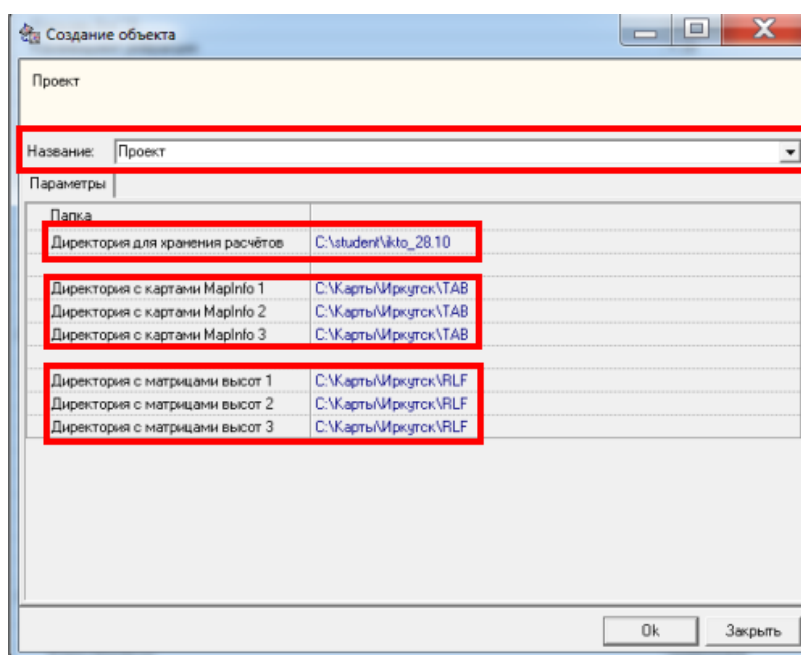 Создание объекта
Проект
Название: Проект
Параметры
Папка
Директория для хранения расчётов C:\student\ikto_28.10
Директория с картами MapInfo 1 C:\Карты\Иркутск\TAB
Директория с картами MapInfo 2 C:\Карты\Иркутск\TAB
Директория с картами MapInfo 3 C:\Карты\Иркутск\TAB
Директория с матрицами высот 1 C:\Карты\Иркутск\RLF
Директория с матрицами высот 2 C:\Карты\Иркутск\RLF
Директория с матрицами высот 3 C:\Карты\Иркутск\RLF
Ok Закрыть